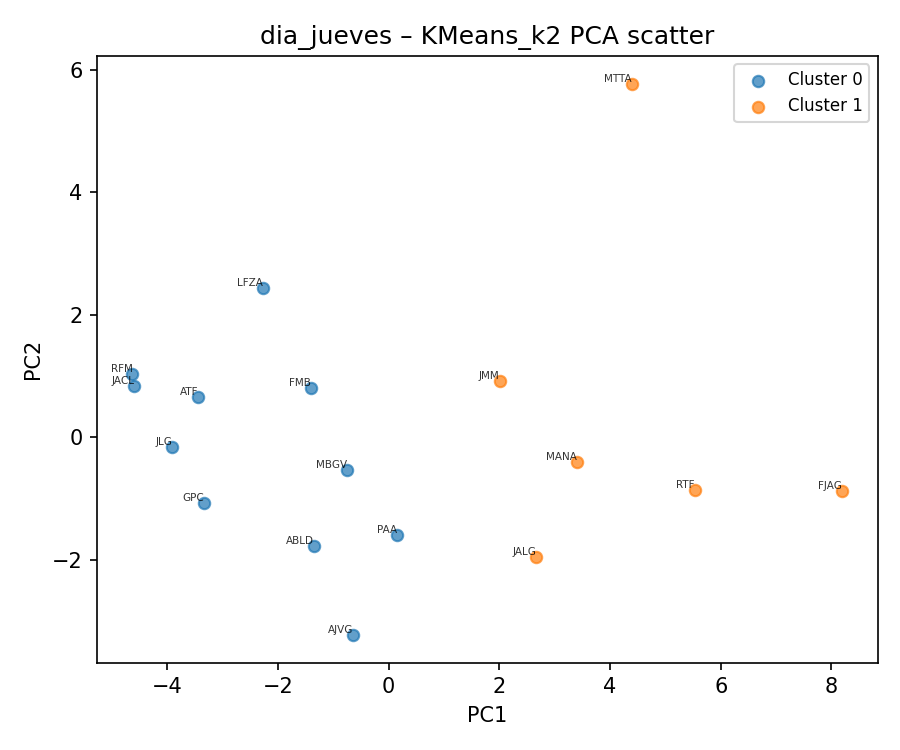 dia_jueves – KMeans_k2 PCA scatter
Cluster 0
Cluster 1
MTTA
LFZA
RFM
JACL
ATF
FMB
JMM
JLG
MBGV
MANA
GPC
RTF
FJAG
ABLD
PAA
JALG
AJVG
6
4
2
0
−2
PC2
−4
−2
0
2
4
6
8
PC1